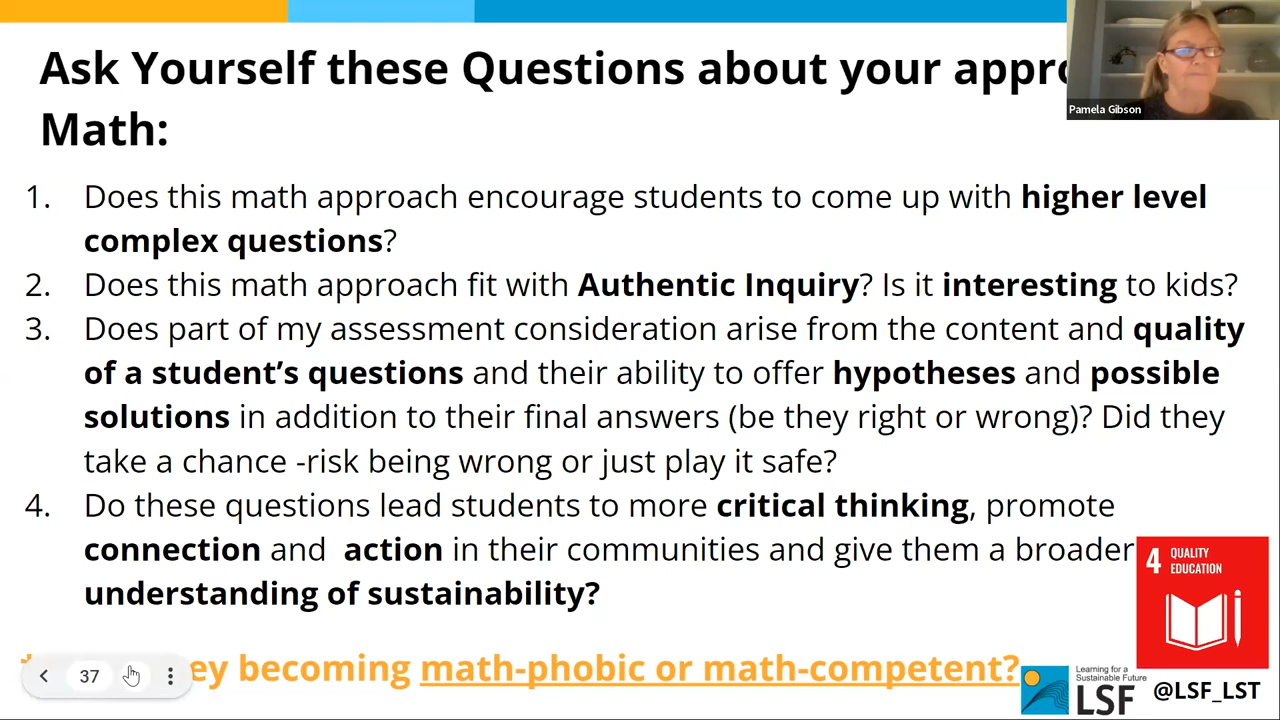 Ask Yourself these Questions about your
Math:
Pamela Gibson
1. Does this math approach encourage students to come up with higher level
complex questions?
2. Does this math approach fit with Authentic Inquiry? Is it interesting to kids?
3. Does part of my assessment consideration arise from the content and quality
of a student’s questions and their ability to offer hypotheses and possible
solutions in addition to their final answers (be they right or wrong)? Did they
take a chance -risk being wrong or just play it safe?
4. Do these questions lead students to more critical thinking, promote
connection and action in their communities and give them a broader
understanding of sustainability?
4 QUALITY
EDUCATION
becoming math-phobic or math-competent?
37
Learning for a
Sustainable Future
LSF
@LSF_LST